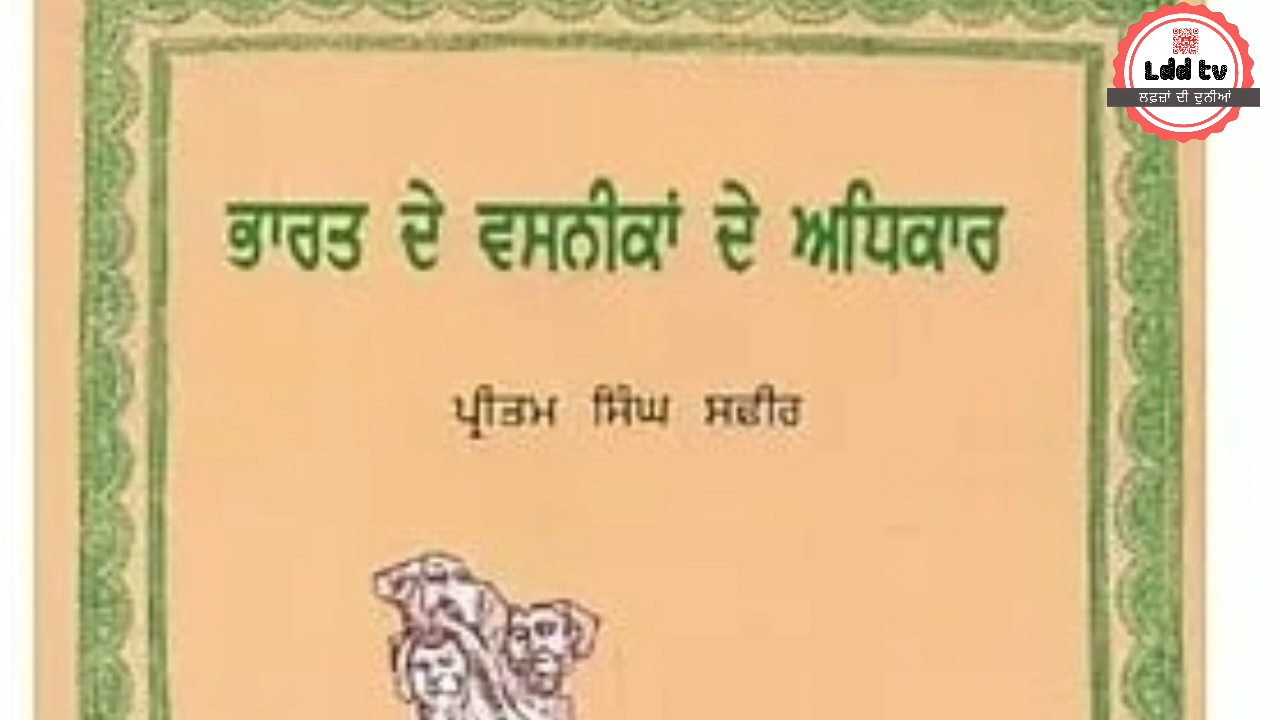 Ldd tv
ਲਫ਼ਜ਼ਾਂ ਦੀ ਦੁਨੀਆਂ
ਭਾਰਤ ਦੇ ਵਸਨੀਕਾਂ ਦੇ ਅਧਿਕਾਰ
ਪ੍ਰੀਤਮ ਸਿੰਘ ਸਫੀਰ